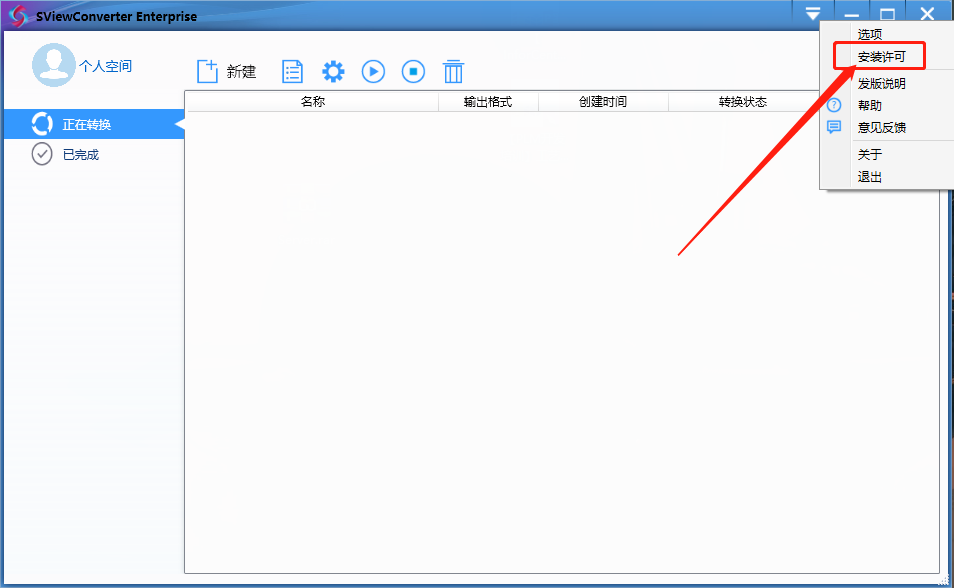 SViewConverter Enterprise
个人空间
新建
正在转换
已完成
名称 输出格式 创建时间 转换状态
选项
安装许可
发版说明
帮助
意见反馈
关于
退出